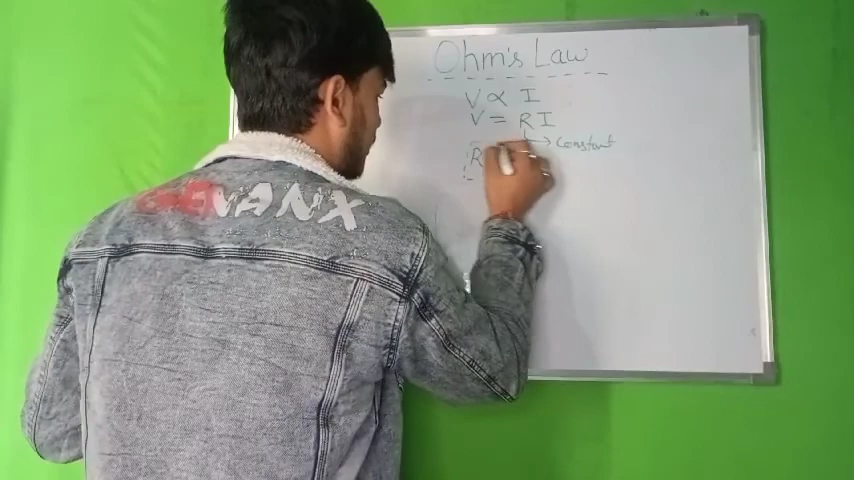 Ohm's Law
V ∝ I
V = RI
→ Constant
R